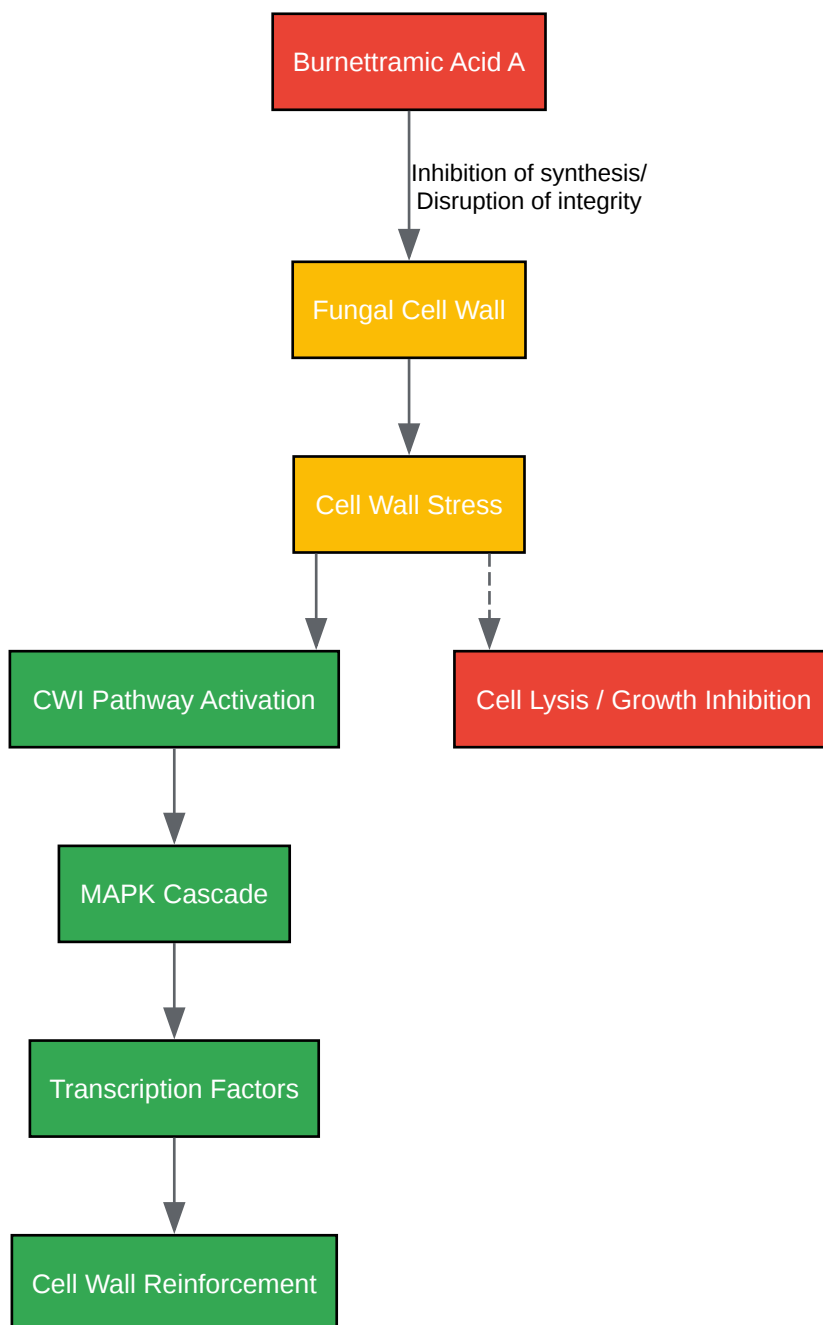 Burnettramic Acid A
Inhibition of synthesis/
Disruption of integrity
Fungal Cell Wall
Cell Wall Stress
CWI Pathway Activation
Cell Lysis / Growth Inhibition
MAPK Cascade
Transcription Factors
Cell Wall Reinforcement